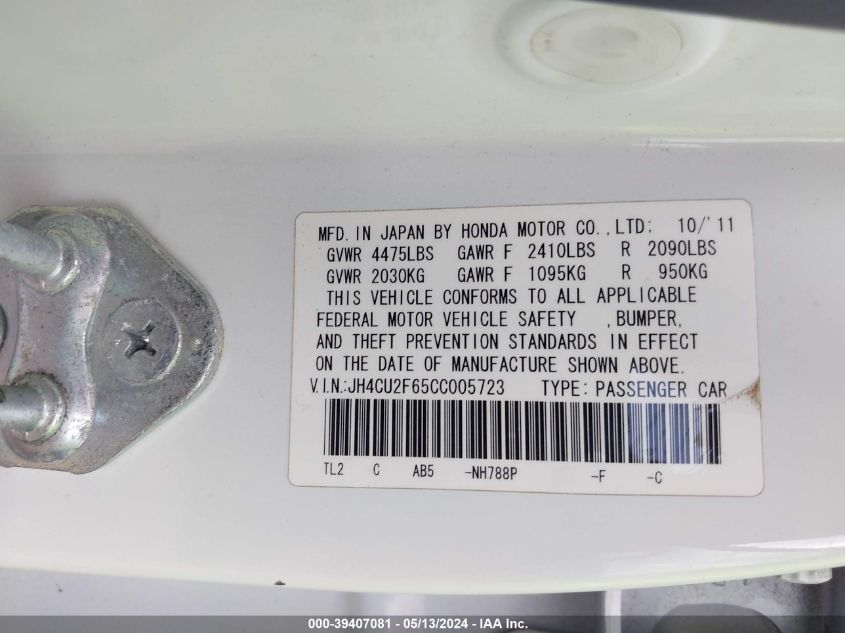 MFD. IN JAPAN BY HONDA MOTOR CO.,LTD: 10/'11
GVWR 4475LBS GAWR F 2410LBS R 2090LBS
GVWR 2030KG GAWR F 1095KG R 950KG
THIS VEHICLE CONFORMS TO ALL APPLICABLE
FEDERAL MOTOR VEHICLE SAFETY ,BUMPER,
AND THEFT PREVENTION STANDARDS IN EFFECT
ON THE DATE OF MANUFACTURE SHOWN ABOVE.
V.I.N.:JH4CU2F65CC005723 TYPE: PASSENGER CAR
TL2 C AB5 -NH788P -F -C
000-39407081 - 05/13/2024 - IAA Inc.